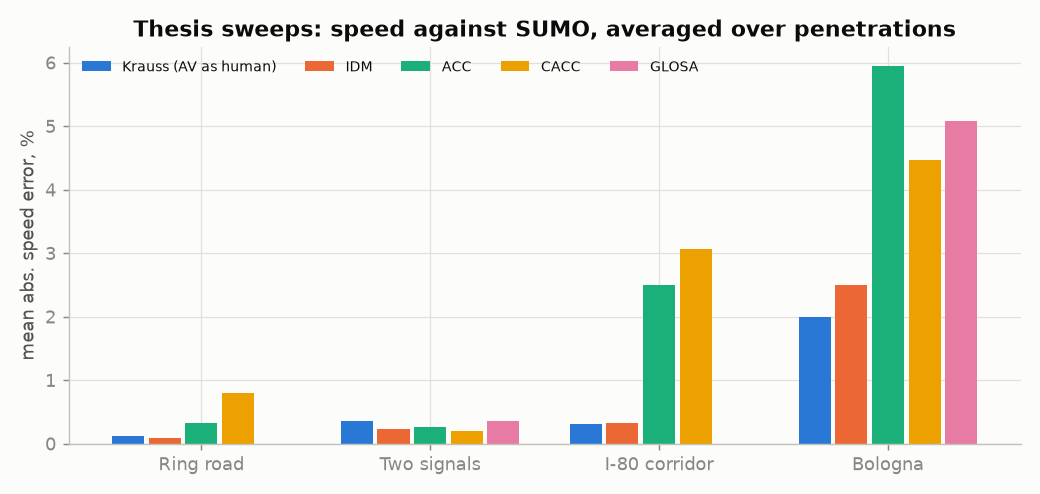 Thesis sweeps: speed against SUMO, averaged over penetrations
Krauss (AV as human) IDM ACC CACC GLOSA
mean abs. speed error, %
6
5
4
3
2
1
0
Ring road Two signals I-80 corridor Bologna